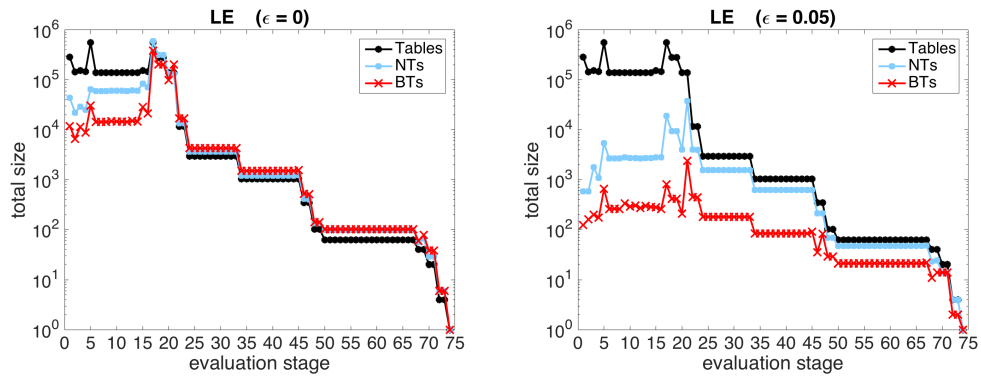 LE (ϵ = 0)
10^6
10^5
10^4
10^3
10^2
10^1
10^0
total size
Tables
NTs
BTs
0 5 10 15 20 25 30 35 40 45 50 55 60 65 70 75
evaluation stage
LE (ϵ = 0.05)
10^6
10^5
10^4
10^3
10^2
10^1
10^0
total size
Tables
NTs
BTs
0 5 10 15 20 25 30 35 40 45 50 55 60 65 70 75
evaluation stage